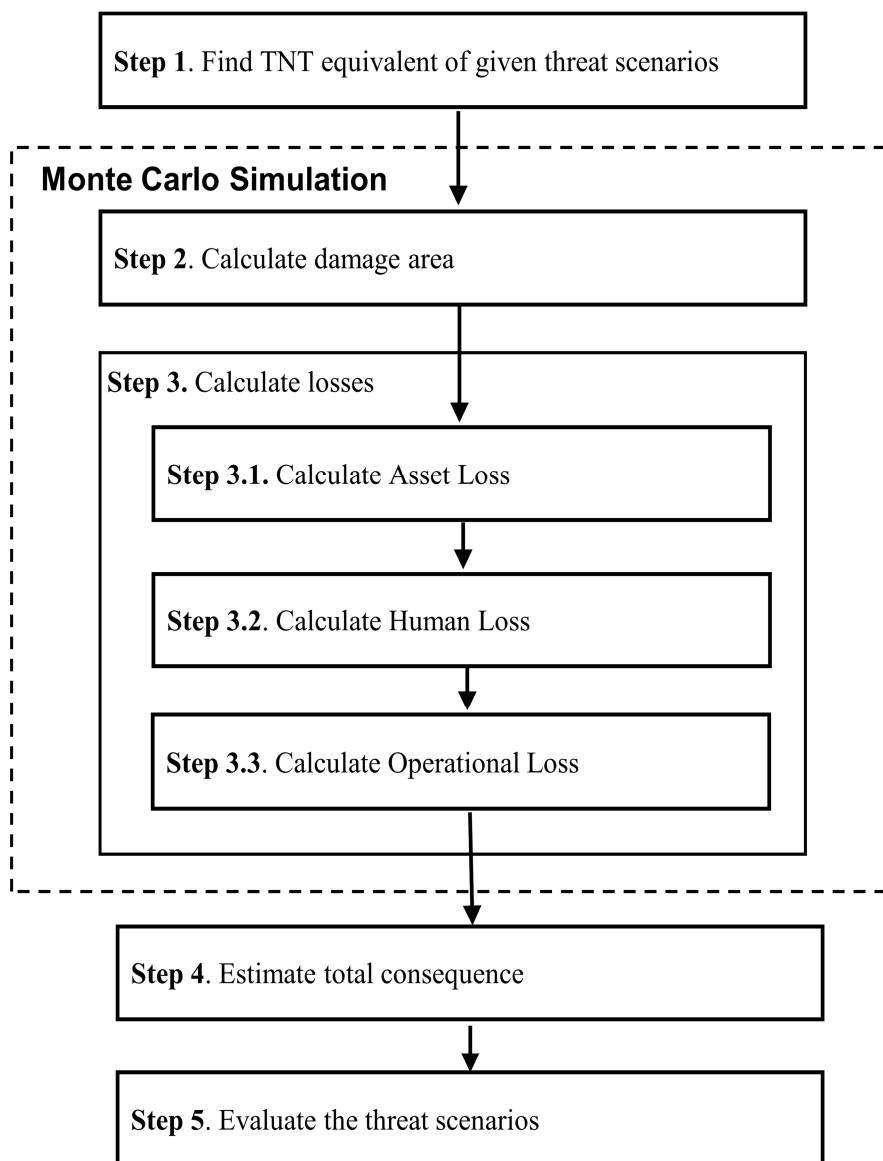 Step 1. Find TNT equivalent of given threat scenarios
Monte Carlo Simulation
Step 2. Calculate damage area
Step 3. Calculate losses
Step 3.1. Calculate Asset Loss
Step 3.2. Calculate Human Loss
Step 3.3. Calculate Operational Loss
Step 4. Estimate total consequence
Step 5. Evaluate the threat scenarios